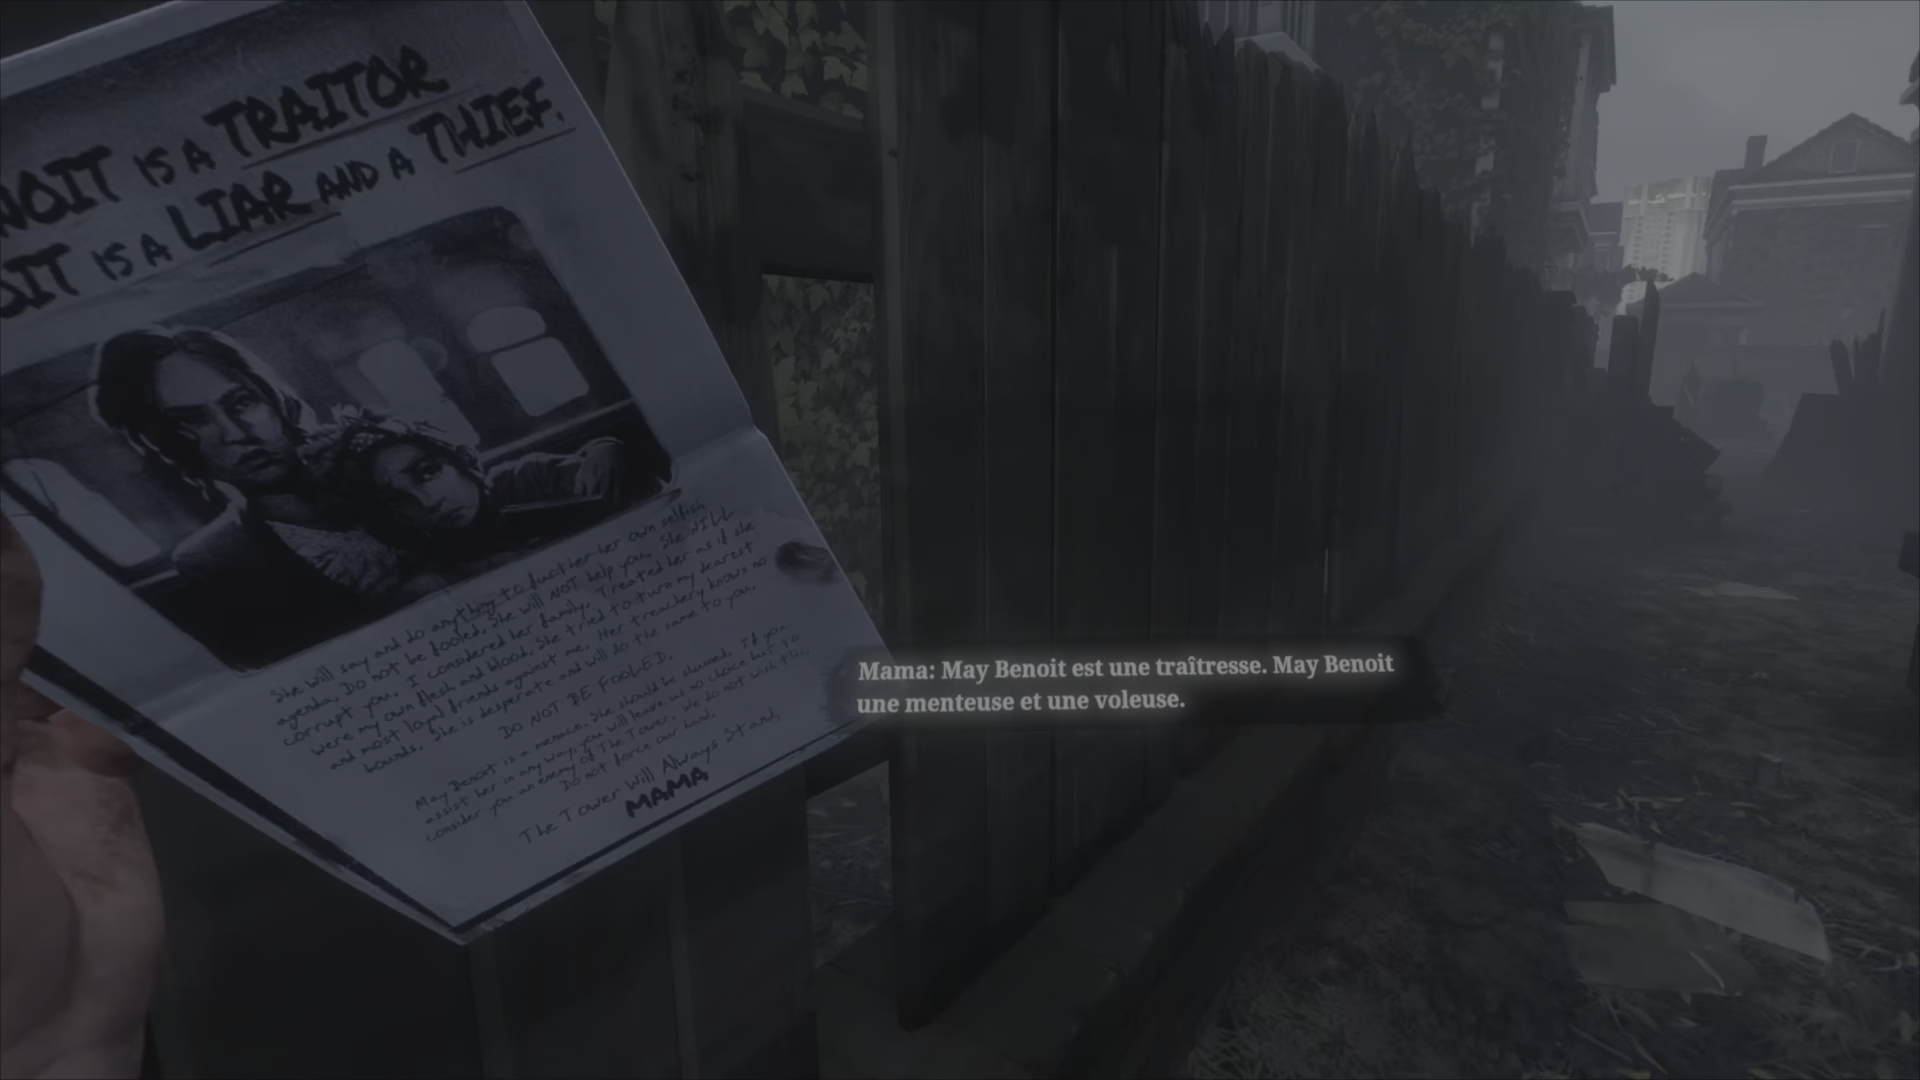 NOIT IS A TRAITOR
OIT IS A LIAR AND A THIEF.
She will say and do anything to further her own selfish
agenda. Do not be fooled. She will NOT help you. She WILL
corrupt you. I considered her family. Treated her as if she
were my own flesh and blood. She tried to turn my dearest
and most loyal friends against me. Her treachery knows no
bounds. She is desperate and will do the same to you.
DO NOT BE FOOLED.
May Benoit is a menace. She should be shunned. If you
assist her in any way, you will leave us no choice but to
consider you an enemy of The Tower. We do not wish this.
Do not force our hand.
The Tower Will Always Stand,
MAMA
Mama: May Benoit est une traîtresse. May Benoit
une menteuse et une voleuse.